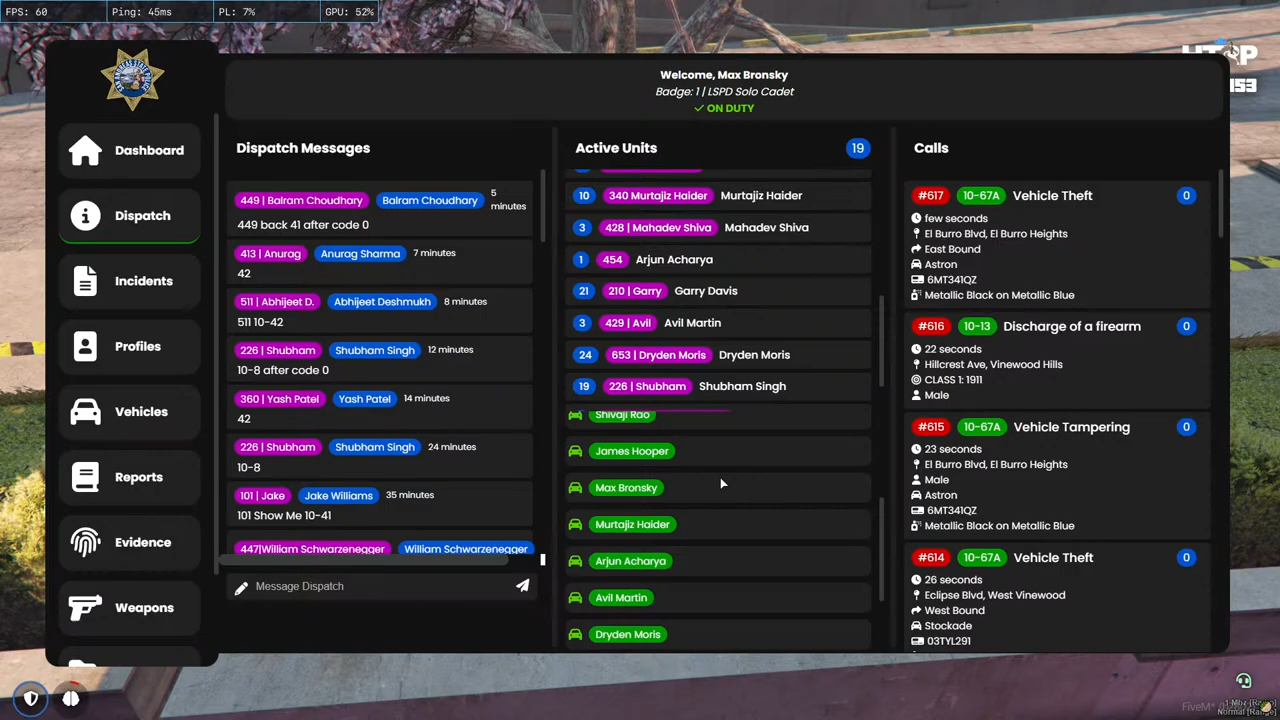 FPS: 60 Ping: 45ms PL: 7% GPU: 52%
Welcome, Max Bronsky
Badge: 1 | LSPD Solo Cadet
ON DUTY
Dashboard
Dispatch
Incidents
Profiles
Vehicles
Reports
Evidence
Weapons
Dispatch Messages
449 | Balram Choudhary Balram Choudhary 5 minutes
449 back 41 after code 0
413 | Anurag Anurag Sharma 7 minutes
42
511 | Abhijeet D. Abhijeet Deshmukh 8 minutes
511 10-42
226 | Shubham Shubham Singh 12 minutes
10-8 after code 0
360 | Yash Patel Yash Patel 14 minutes
42
226 | Shubham Shubham Singh 24 minutes
10-8
101 | Jake Jake Williams 35 minutes
101 Show Me 10-41
447|William Schwarzenegger William Schwarzenegger
Message Dispatch
Active Units 19
10 340 Murtajiz Haider Murtajiz Haider
3 428 | Mahadev Shiva Mahadev Shiva
1 454 Arjun Acharya
21 210 | Garry Garry Davis
3 429 | Avil Avil Martin
24 653 | Dryden Moris Dryden Moris
19 226 | Shubham Shubham Singh
Shivaji Rao
James Hooper
Max Bronsky
Murtajiz Haider
Arjun Acharya
Avil Martin
Dryden Moris
Calls
#617 10-67A Vehicle Theft 0
few seconds
El Burro Blvd, El Burro Heights
East Bound
Astron
6MT341QZ
Metallic Black on Metallic Blue
#616 10-13 Discharge of a firearm 0
22 seconds
Hillcrest Ave, Vinewood Hills
CLASS 1: 1911
Male
#615 10-67A Vehicle Tampering 0
23 seconds
El Burro Blvd, El Burro Heights
Male
Astron
6MT341QZ
Metallic Black on Metallic Blue
#614 10-67A Vehicle Theft 0
26 seconds
Eclipse Blvd, West Vinewood
West Bound
Stockade
03TYL291
153
FiveM*